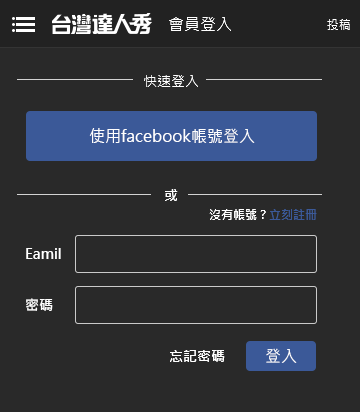 台灣達人秀 會員登入 投稿
快速登入
使用facebook帳號登入
或
沒有帳號？立刻註冊
Eamil
密碼
忘記密碼 登入